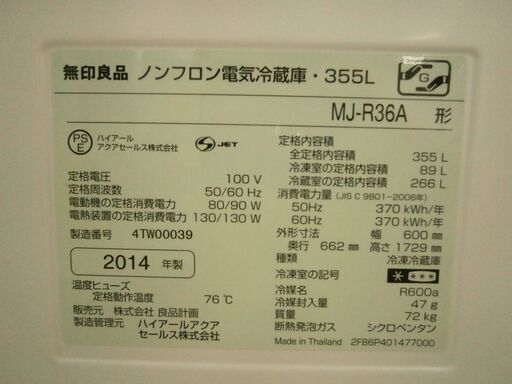 無印良品 ノンフロン電気冷蔵庫・355L
G
MJ-R36A 形
PS
E
ハイアール
アクアセールス株式会社
S JET
定格電圧 100 V
定格周波数 50/60 Hz
電動機の定格消費電力 80/90 W
電熱装置の定格消費電力 130/130 W
製造番号 4TW00039
2014 年製
温度ヒューズ
定格動作温度 76℃
販売元 株式会社 良品計画
製造管理元 ハイアールアクア
セールス株式会社
定格内容積
全定格内容積 355 L
冷凍室の定格内容積 89 L
冷蔵室の定格内容積 266 L
消費電力量 (JIS C 9801-2006年)
50Hz 370 kWh/年
60Hz 370 kWh/年
外形寸法 幅 600 mm
奥行 662 mm 高さ 1729 mm
種類 冷凍冷蔵庫
冷凍室の記号 * ***
冷媒名 R600a
冷媒封入量 47 g
質量 72 kg
断熱発泡ガス シクロペンタン
Made in Thailand 2FB6P401477000